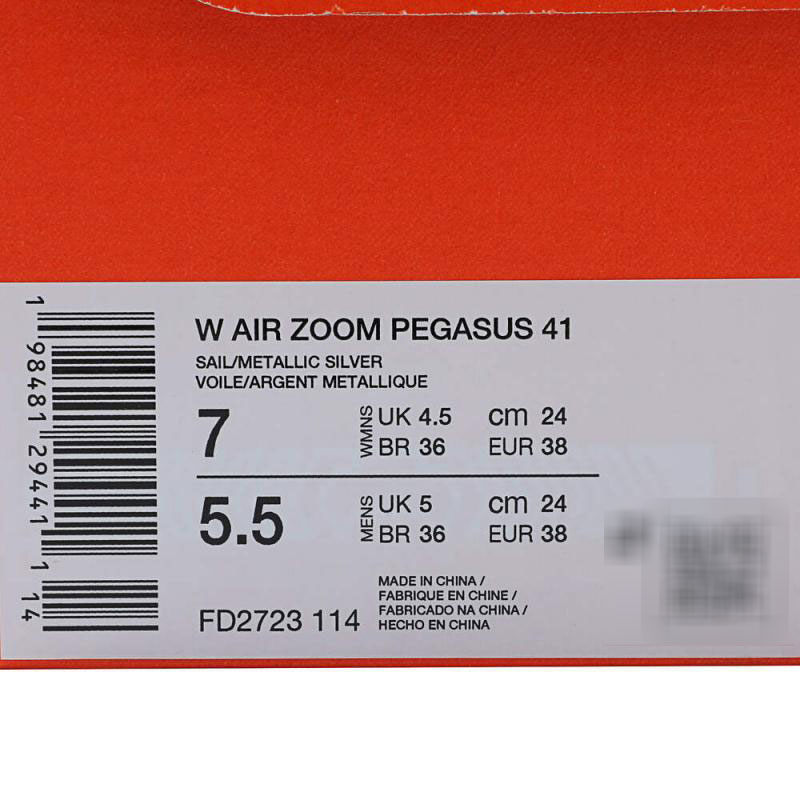 1 98481 29441 1 14
W AIR ZOOM PEGASUS 41
SAIL/METALLIC SILVER
VOILE/ARGENT METALLIQUE
7
WMNS
UK 4.5 cm 24
BR 36 EUR 38
5.5
MENS
UK 5 cm 24
BR 36 EUR 38
FD2723 114
MADE IN CHINA /
FABRIQUE EN CHINE /
FABRICADO NA CHINA /
HECHO EN CHINA